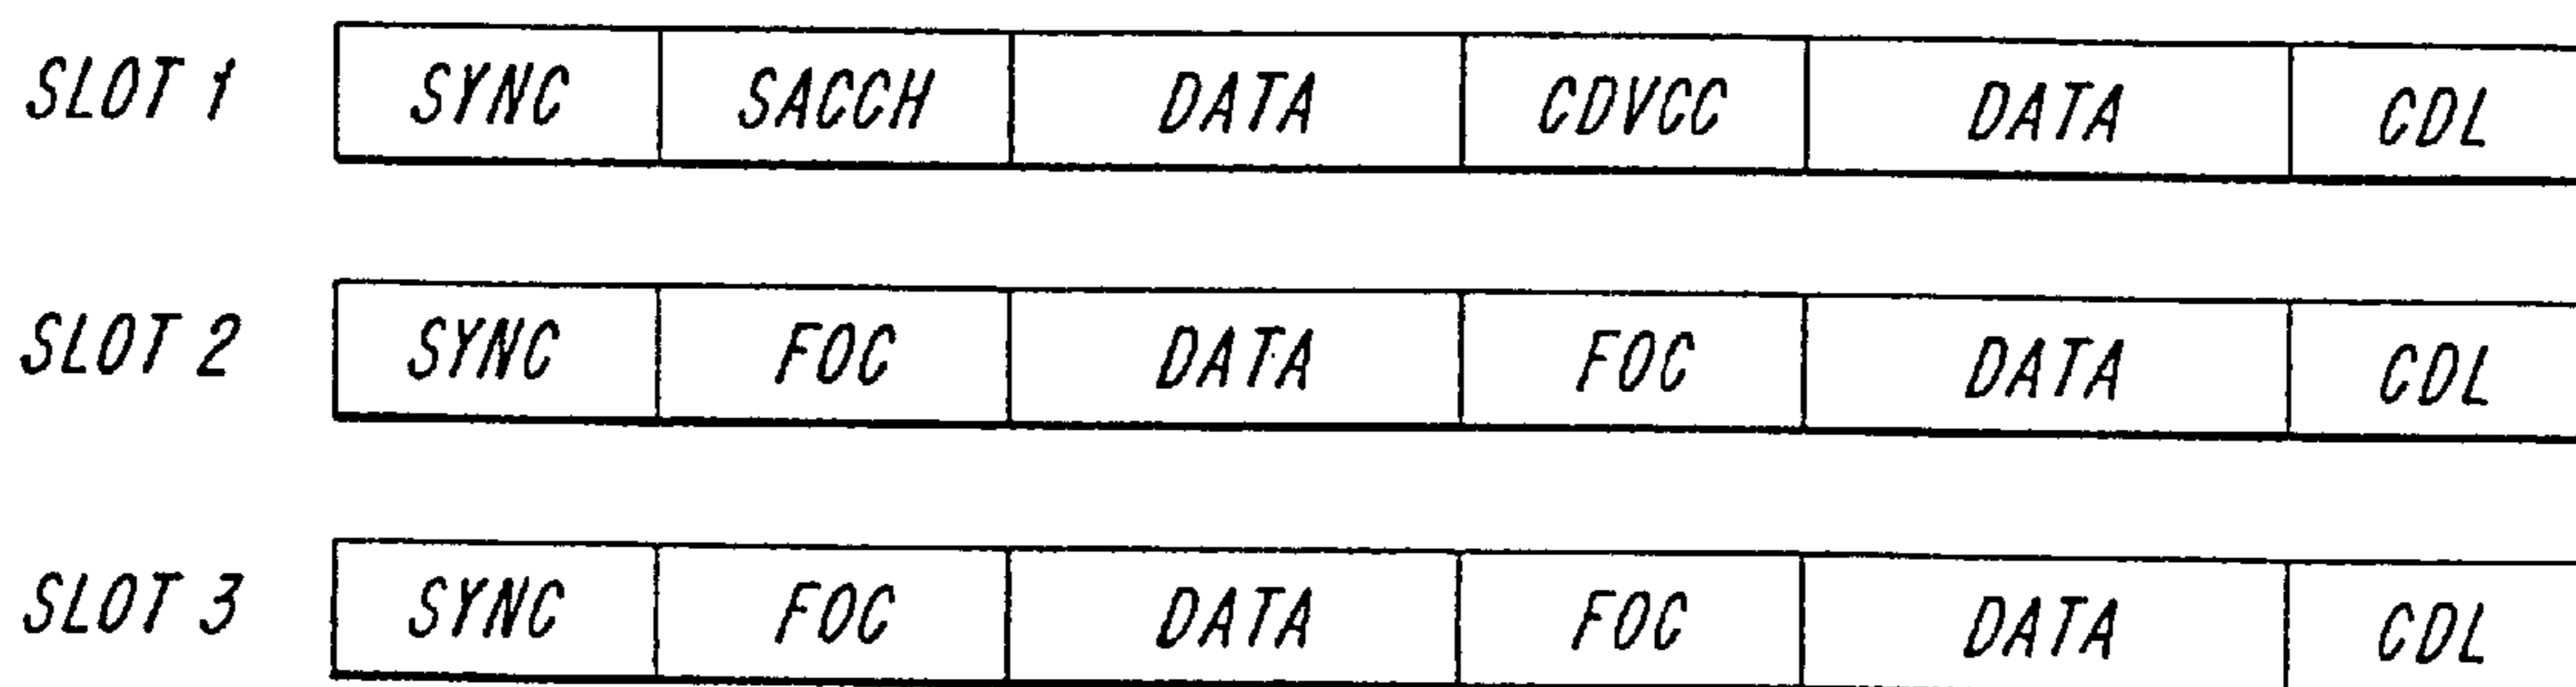 SLOT 1 SYNC SACCH DATA CDVCC DATA CDL
SLOT 2 SYNC FOC DATA FOC DATA CDL
SLOT 3 SYNC FOC DATA FOC DATA CDL